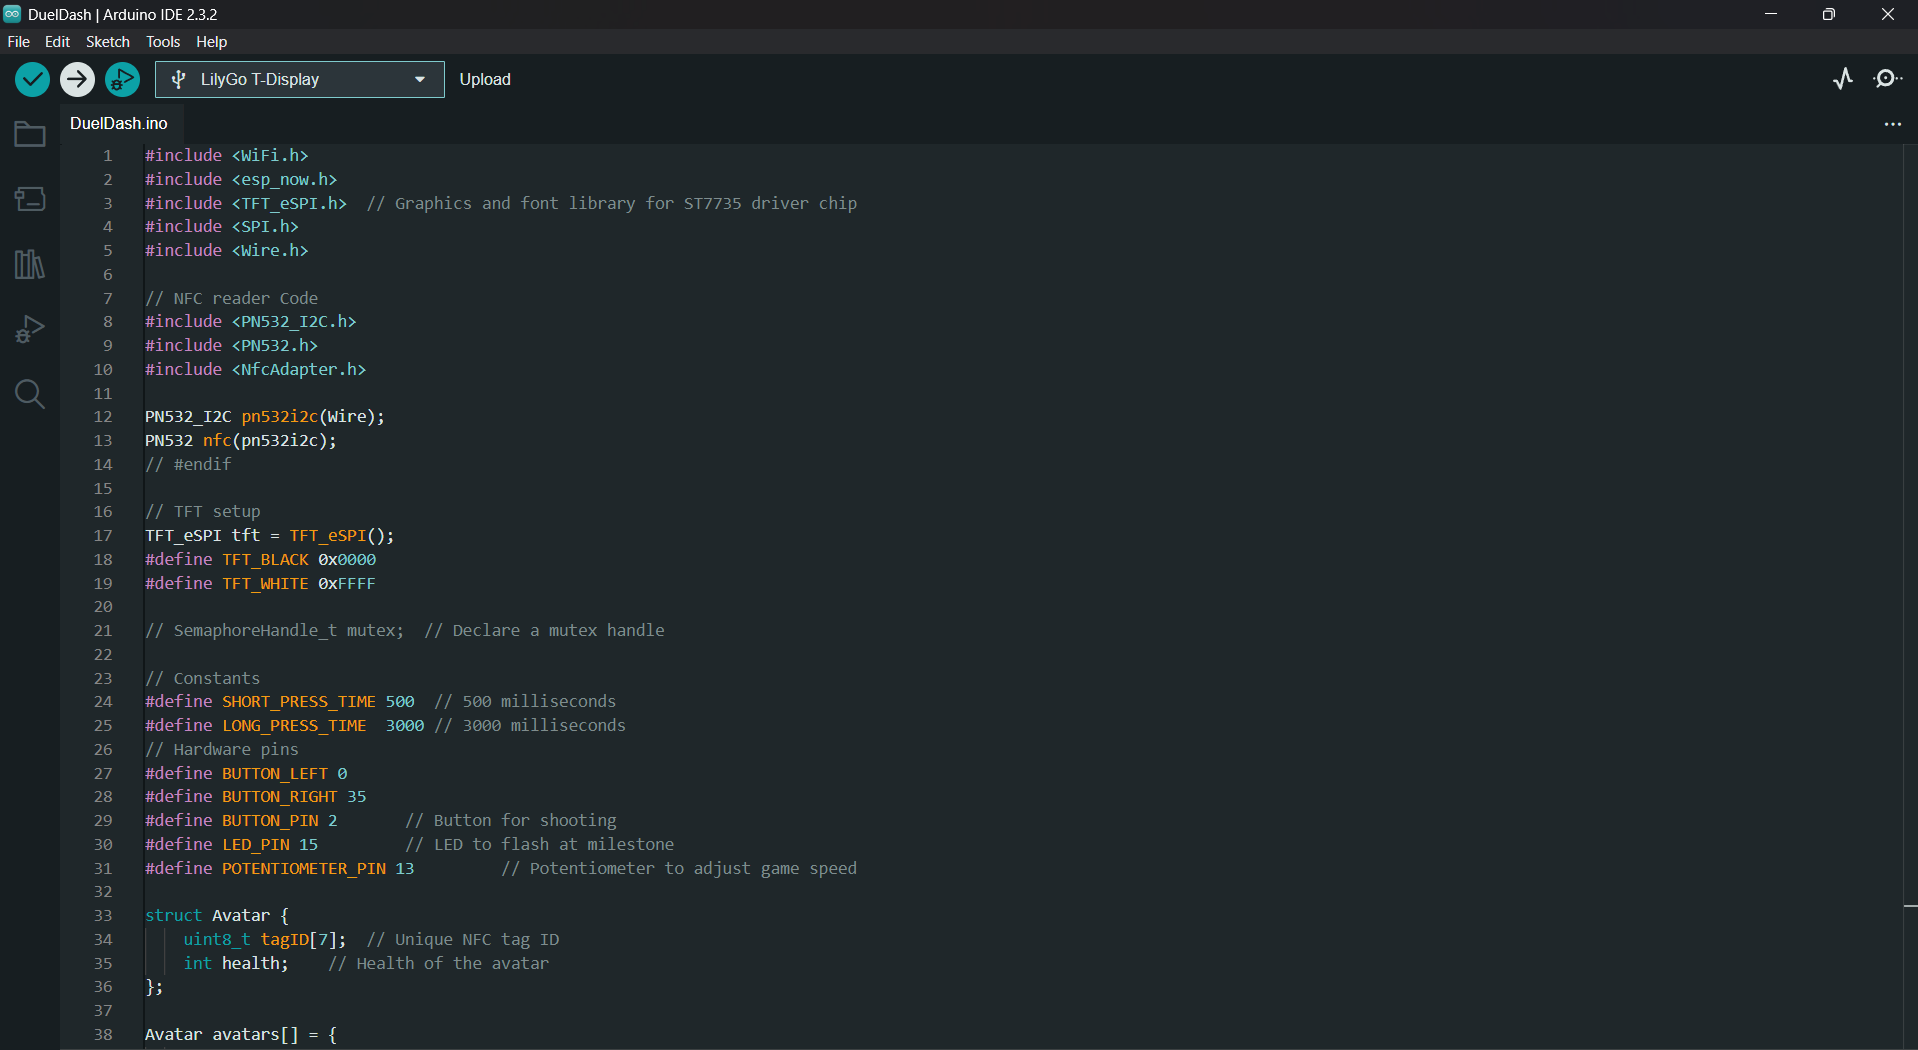 DuelDash | Arduino IDE 2.3.2
File Edit Sketch Tools Help
LilyGo T-Display Upload
DuelDash.ino
1 #include <WiFi.h>
2 #include <esp_now.h>
3 #include <TFT_eSPI.h>  // Graphics and font library for ST7735 driver chip
4 #include <SPI.h>
5 #include <Wire.h>
6
7 // NFC reader Code
8 #include <PN532_I2C.h>
9 #include <PN532.h>
10 #include <NfcAdapter.h>
11
12 PN532_I2C pn532i2c(Wire);
13 PN532 nfc(pn532i2c);
14 // #endif
15
16 // TFT setup
17 TFT_eSPI tft = TFT_eSPI();
18 #define TFT_BLACK 0x0000
19 #define TFT_WHITE 0xFFFF
20
21 // SemaphoreHandle_t mutex;  // Declare a mutex handle
22
23 // Constants
24 #define SHORT_PRESS_TIME 500  // 500 milliseconds
25 #define LONG_PRESS_TIME  3000 // 3000 milliseconds
26 // Hardware pins
27 #define BUTTON_LEFT 0
28 #define BUTTON_RIGHT 35
29 #define BUTTON_PIN 2       // Button for shooting
30 #define LED_PIN 15         // LED to flash at milestone
31 #define POTENTIOMETER_PIN 13         // Potentiometer to adjust game speed
32
33 struct Avatar {
34     uint8_t tagID[7];  // Unique NFC tag ID
35     int health;    // Health of the avatar
36 };
37
38 Avatar avatars[] = {